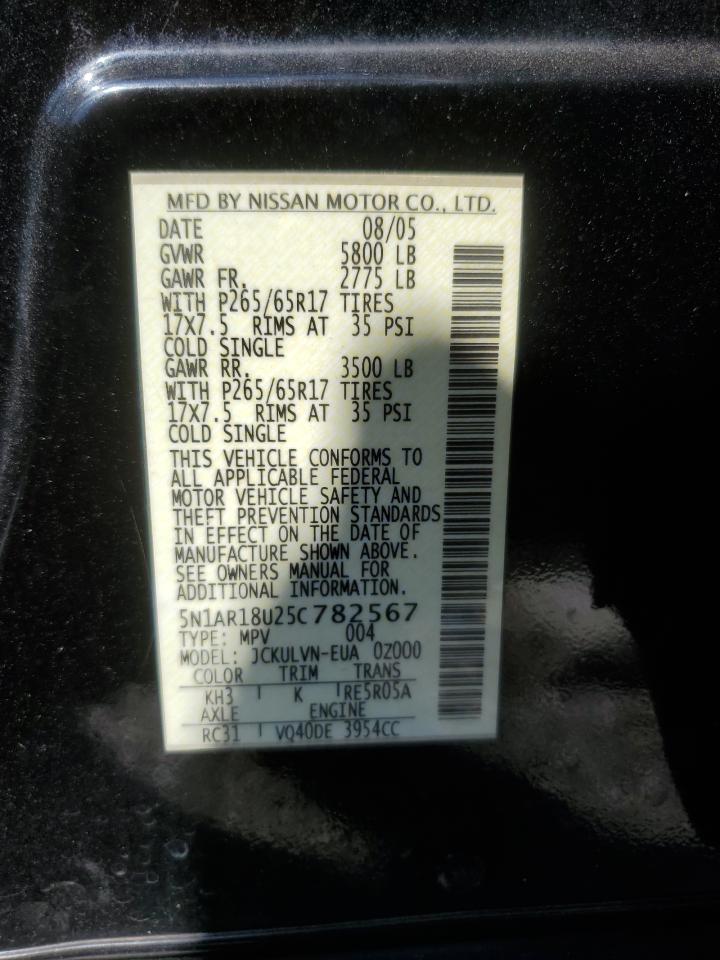 MFD BY NISSAN MOTOR CO., LTD.
DATE 08/05
GVWR 5800 LB
GAWR FR. 2775 LB
WITH P265/65R17 TIRES
17X7.5 RIMS AT 35 PSI
COLD SINGLE
GAWR RR. 3500 LB
WITH P265/65R17 TIRES
17X7.5 RIMS AT 35 PSI
COLD SINGLE
THIS VEHICLE CONFORMS TO
ALL APPLICABLE FEDERAL
MOTOR VEHICLE SAFETY AND
THEFT PREVENTION STANDARDS
IN EFFECT ON THE DATE OF
MANUFACTURE SHOWN ABOVE.
SEE OWNERS MANUAL FOR
ADDITIONAL INFORMATION.
5N1AR18U25C782567
TYPE: MPV 004
MODEL: JCKULVN-EUA 0Z000
COLOR TRIM TRANS
KH3 K RE5R05A
AXLE ENGINE
RC31 VQ40DE 3954CC